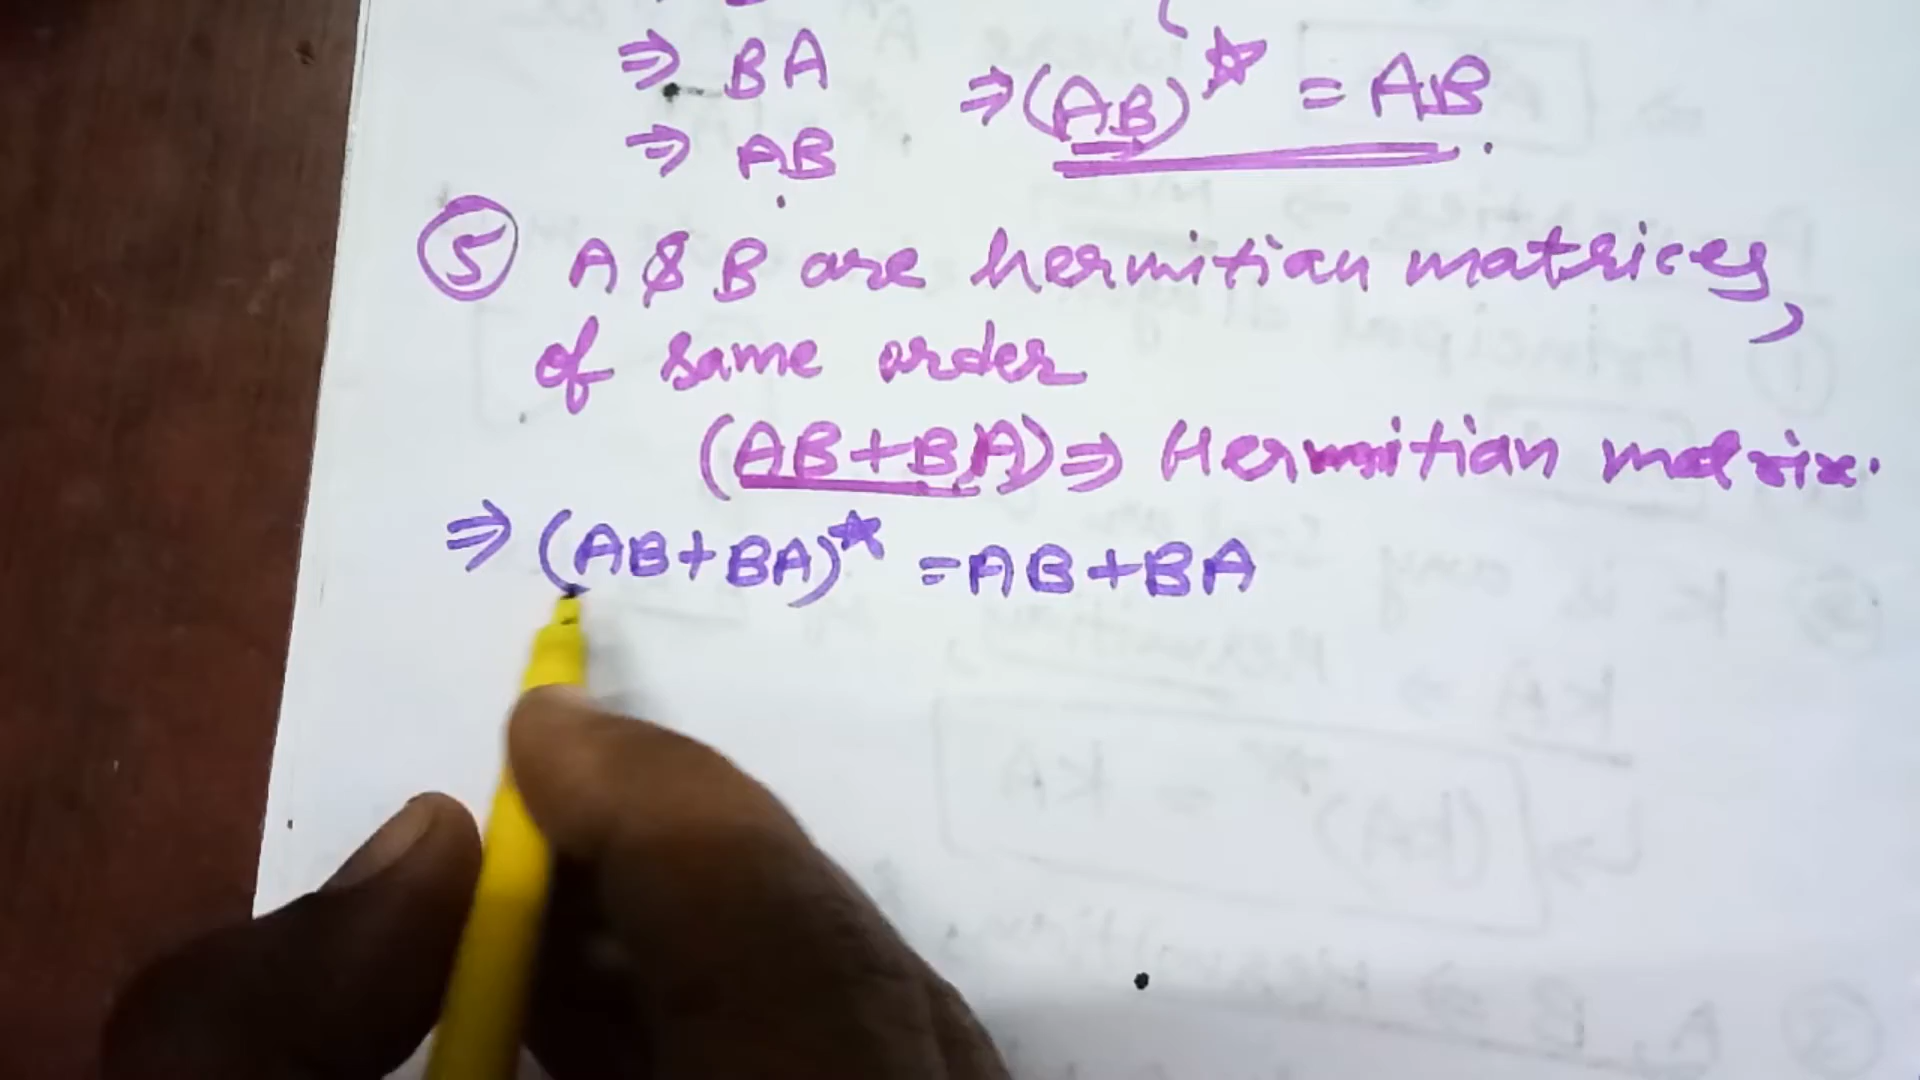 ⇒ BA ⇒ (AB)* = AB.
⇒ AB
⑤ A & B are hermitian matrices,
of same order
(AB+BA) ⇒ Hermitian matrix.
⇒ (AB+BA)* = AB+BA